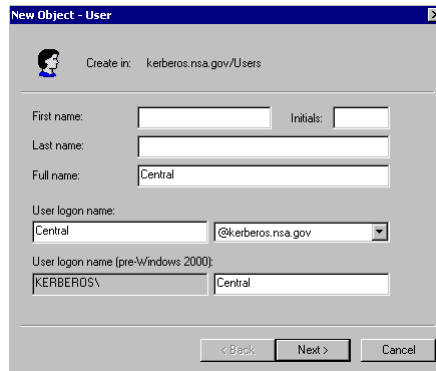 New Object - User
Create in: kerberos.nsa.gov/Users
First name: Initials:
Last name:
Full name: Central
User logon name:
Central @kerberos.nsa.gov
User logon name (pre-Windows 2000):
KERBEROS\ Central
< Back Next > Cancel